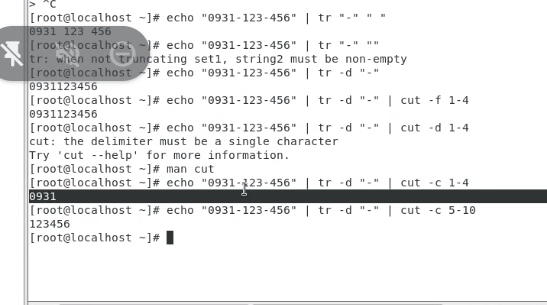 > ^C
[root@localhost ~]# echo "0931-123-456" | tr "-" " "
0931 123 456
[root@localhost ~]# echo "0931-123-456" | tr "-" ""
tr: when not truncating set1, string2 must be non-empty
[root@localhost ~]# echo "0931-123-456" | tr -d "-"
0931123456
[root@localhost ~]# echo "0931-123-456" | tr -d "-" | cut -f 1-4
0931123456
[root@localhost ~]# echo "0931-123-456" | tr -d "-" | cut -d 1-4
cut: the delimiter must be a single character
Try 'cut --help' for more information.
[root@localhost ~]# man cut
[root@localhost ~]# echo "0931-123-456" | tr -d "-" | cut -c 1-4
0931
[root@localhost ~]# echo "0931-123-456" | tr -d "-" | cut -c 5-10
123456
[root@localhost ~]#